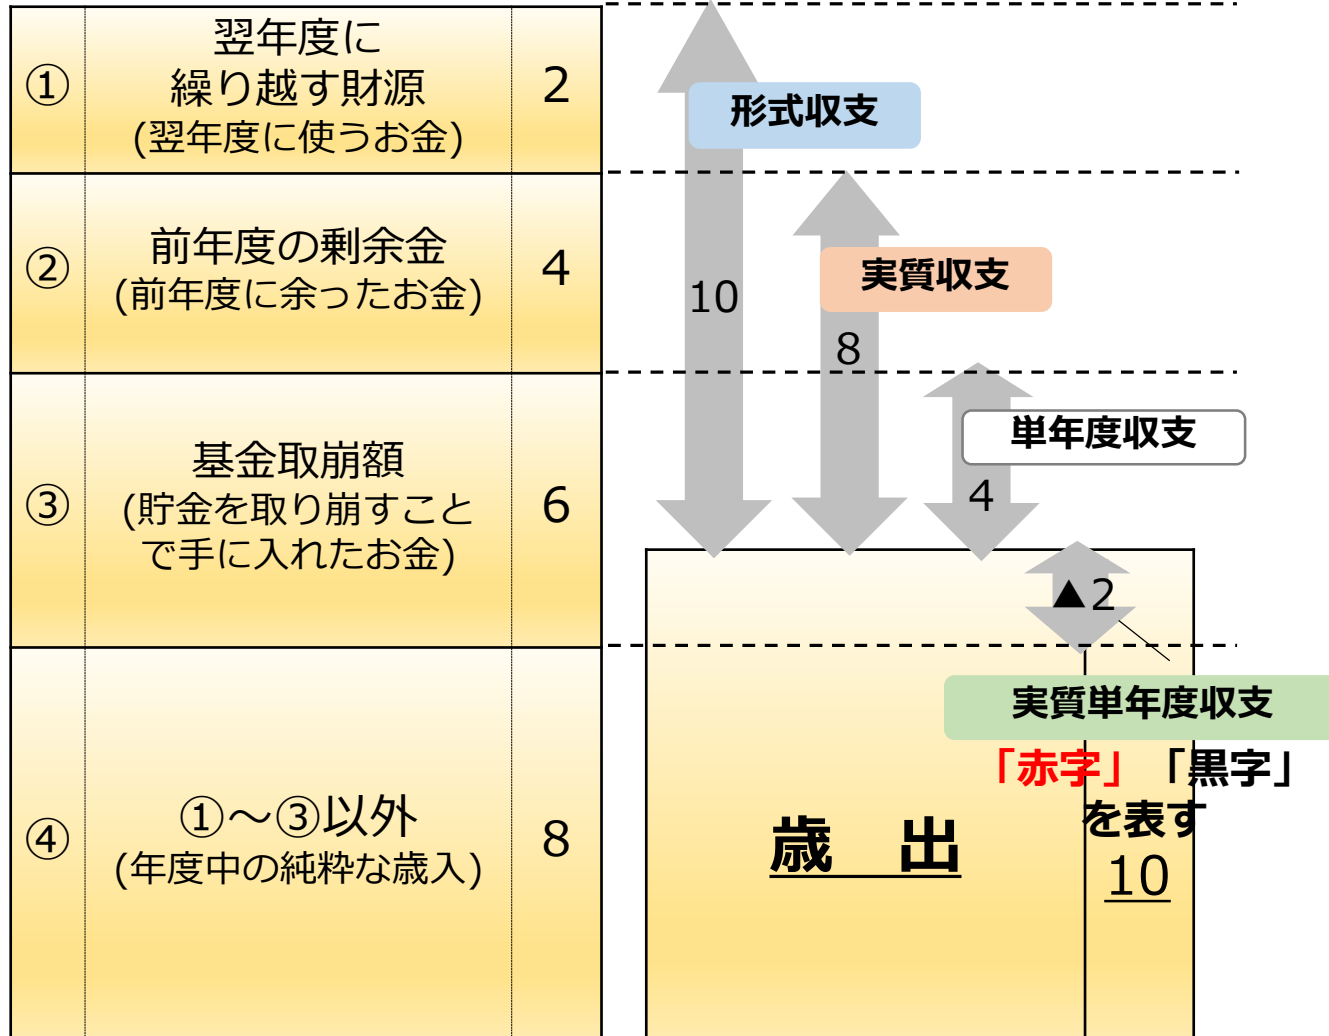 ①
翌年度に
繰り越す財源
(翌年度に使うお金)
2
②
前年度の剰余金
(前年度に余ったお金)
4
③
基金取崩額
(貯金を取り崩すこと
で手に入れたお金)
6
④
①～③以外
(年度中の純粋な歳入)
8
形式収支
10
実質収支
8
単年度収支
4
▲2
実質単年度収支
「赤字」「黒字」
を表す
歳 出
10